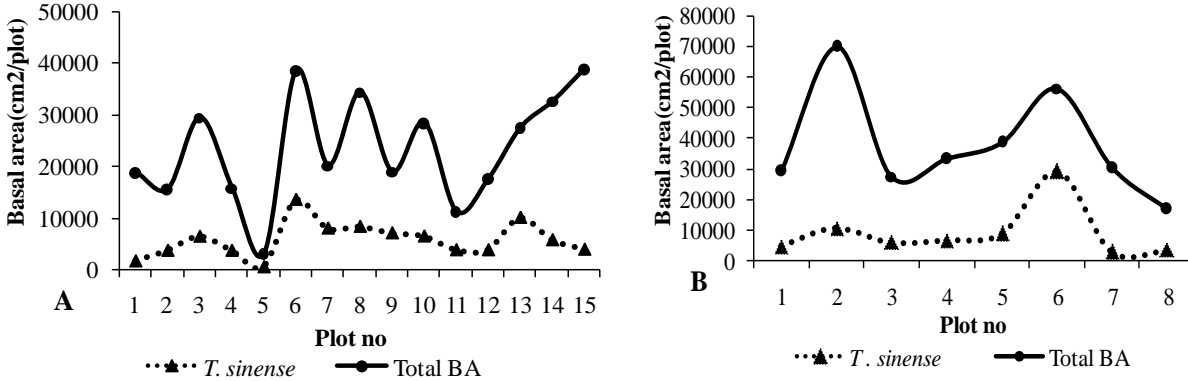 Basal area(cm2/plot)
50000
40000
30000
20000
10000
0
1 2 3 4 5 6 7 8 9 10 11 12 13 14 15
A
Plot no
T. sinense Total BA
Basal area(cm2/plot)
80000
70000
60000
50000
40000
30000
20000
10000
0
1 2 3 4 5 6 7 8
B
Plot no
T. sinense Total BA